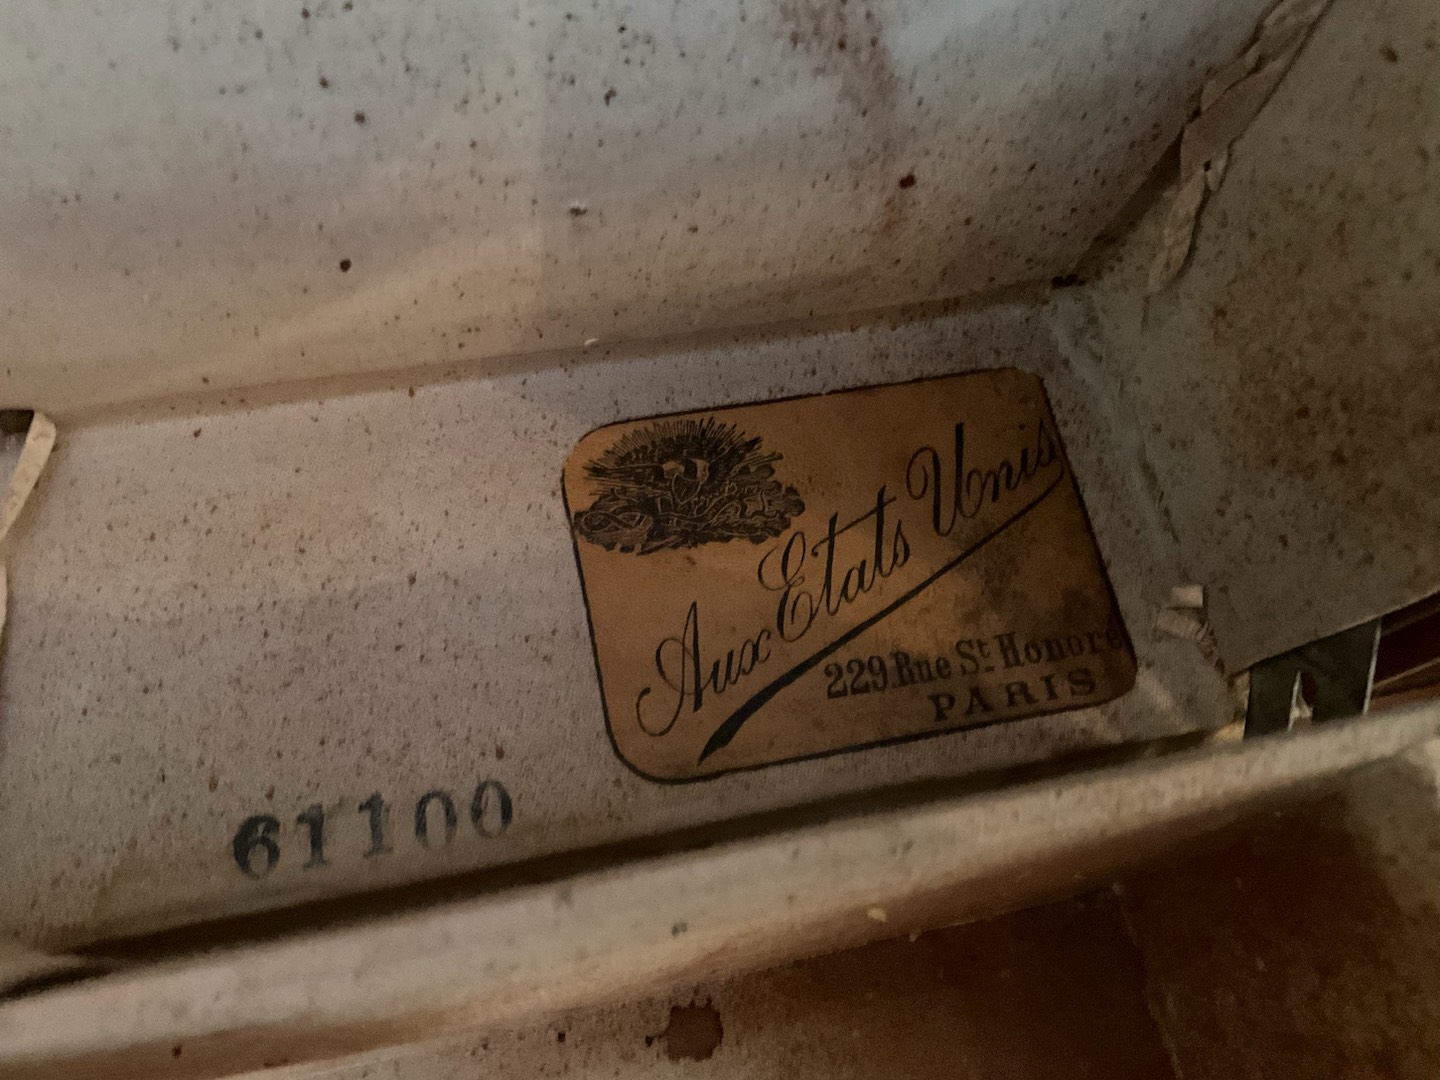 Aux Etats Unis
229 Rue St Honoré
PARIS
61100